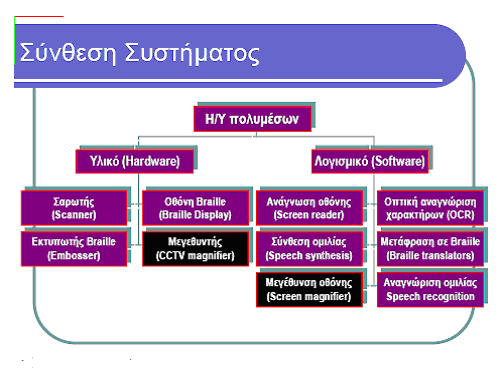 Σύνθεση Συστήματος
Η/Υ πολυμέσων
Υλικό (Hardware)
Λογισμικό (Software)
Σαρωτής
(Scanner)
Οθόνη Braille
(Braille Display)
Ανάγνωση οθόνης
(Screen reader)
Οπτική αναγνώριση
χαρακτήρων (OCR)
Εκτυπωτής Braille
(Embosser)
Μεγεθυντής
(CCTV magnifier)
Σύνθεση ομιλίας
(Speech synthesis)
Μετάφραση σε Braille
(Braille translators)
Μεγέθυνση οθόνης
(Screen magnifier)
Αναγνώριση ομιλίας
Speech recognition